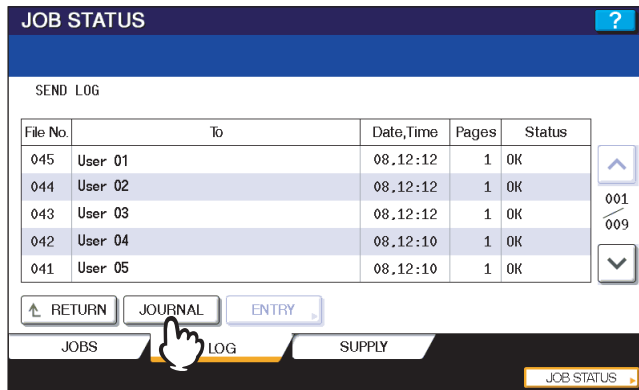 JOB STATUS ?
SEND LOG
File No. To Date,Time Pages Status
045 User 01 08,12:12 1 OK
044 User 02 08,12:12 1 OK
043 User 03 08,12:12 1 OK
042 User 04 08,12:10 1 OK
041 User 05 08,12:10 1 OK
001
009
RETURN JOURNAL ENTRY
JOBS LOG SUPPLY
JOB STATUS